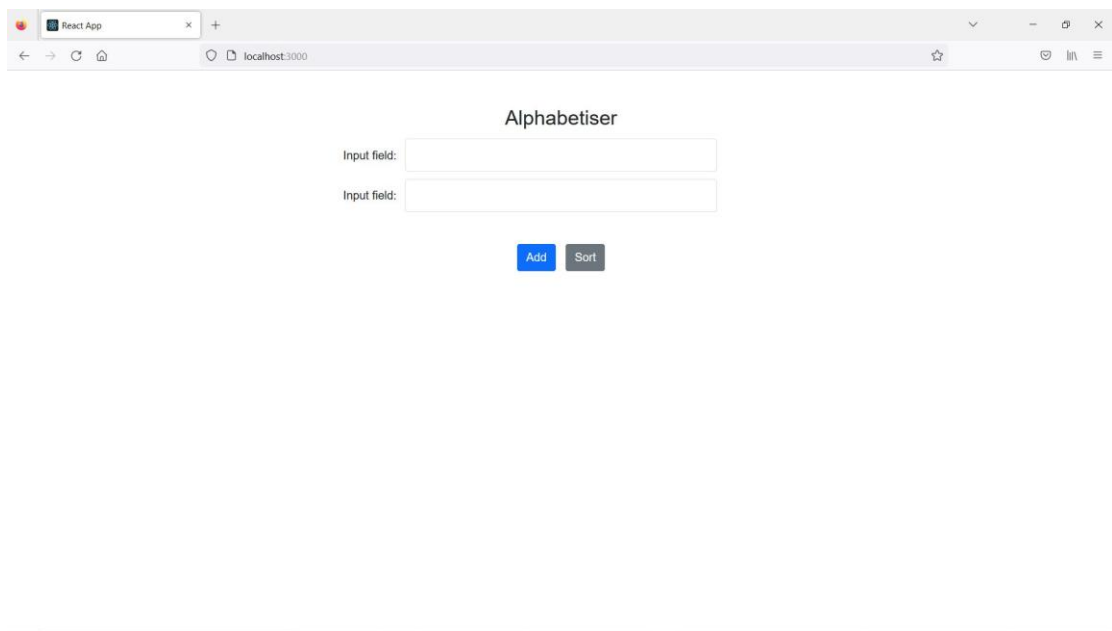 React App
localhost:3000
Alphabetiser
Input field:
Input field:
Add Sort